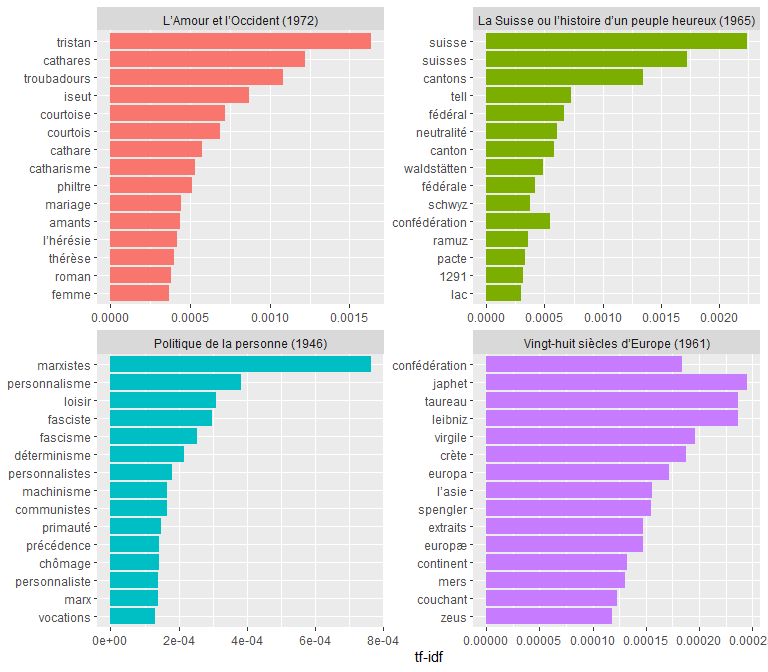 L'Amour et l'Occident (1972)
tristan
cathares
troubadours
iseut
courtoise
courtois
cathare
catharisme
philtre
mariage
amants
l'hérésie
thérèse
roman
femme
0.0000 0.0005 0.0010 0.0015
La Suisse ou l'histoire d'un peuple heureux (1965)
suisse
suisses
cantons
tell
fédéral
neutralité
canton
waldstätten
fédérale
schwyz
confédération
ramuz
pacte
1291
lac
0.0000 0.0005 0.0010 0.0015 0.0020
Politique de la personne (1946)
marxistes
personnalisme
loisir
fasciste
fascisme
déterminisme
personnalistes
machinisme
communistes
primauté
précédence
chômage
personnaliste
marx
vocations
0e+00 2e-04 4e-04 6e-04 8e-04
Vingt-huit siècles d'Europe (1961)
confédération
japhet
taureau
leibniz
virgile
crète
europa
l'asie
spengler
extraits
europæ
continent
mers
couchant
zeus
0.00000 0.00005 0.00010 0.00015 0.00020 0.0002
tf-idf